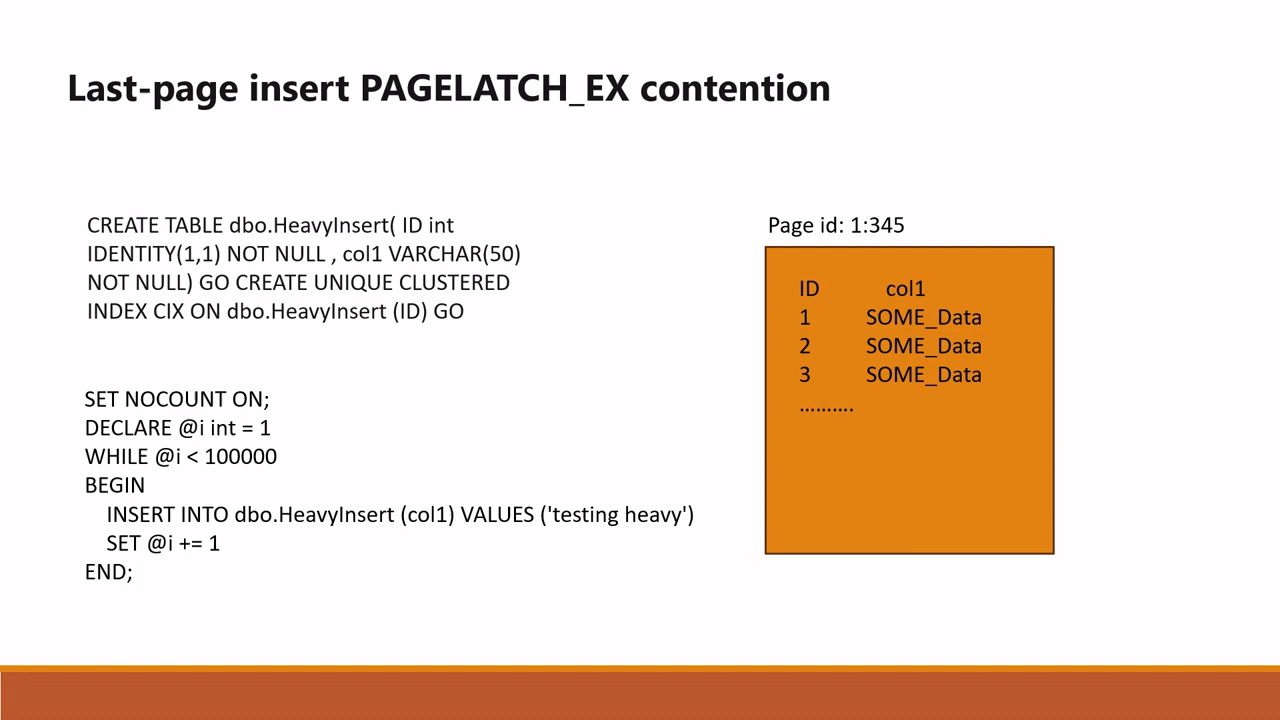 Last-page insert PAGELATCH_EX contention
CREATE TABLE dbo.HeavyInsert( ID int
IDENTITY(1,1) NOT NULL , col1 VARCHAR(50)
NOT NULL) GO CREATE UNIQUE CLUSTERED
INDEX CIX ON dbo.HeavyInsert (ID) GO
SET NOCOUNT ON;
DECLARE @i int = 1
WHILE @i < 100000
BEGIN
INSERT INTO dbo.HeavyInsert (col1) VALUES ('testing heavy')
SET @i += 1
END;
Page id: 1:345
ID col1
1 SOME_Data
2 SOME_Data
3 SOME_Data
..........